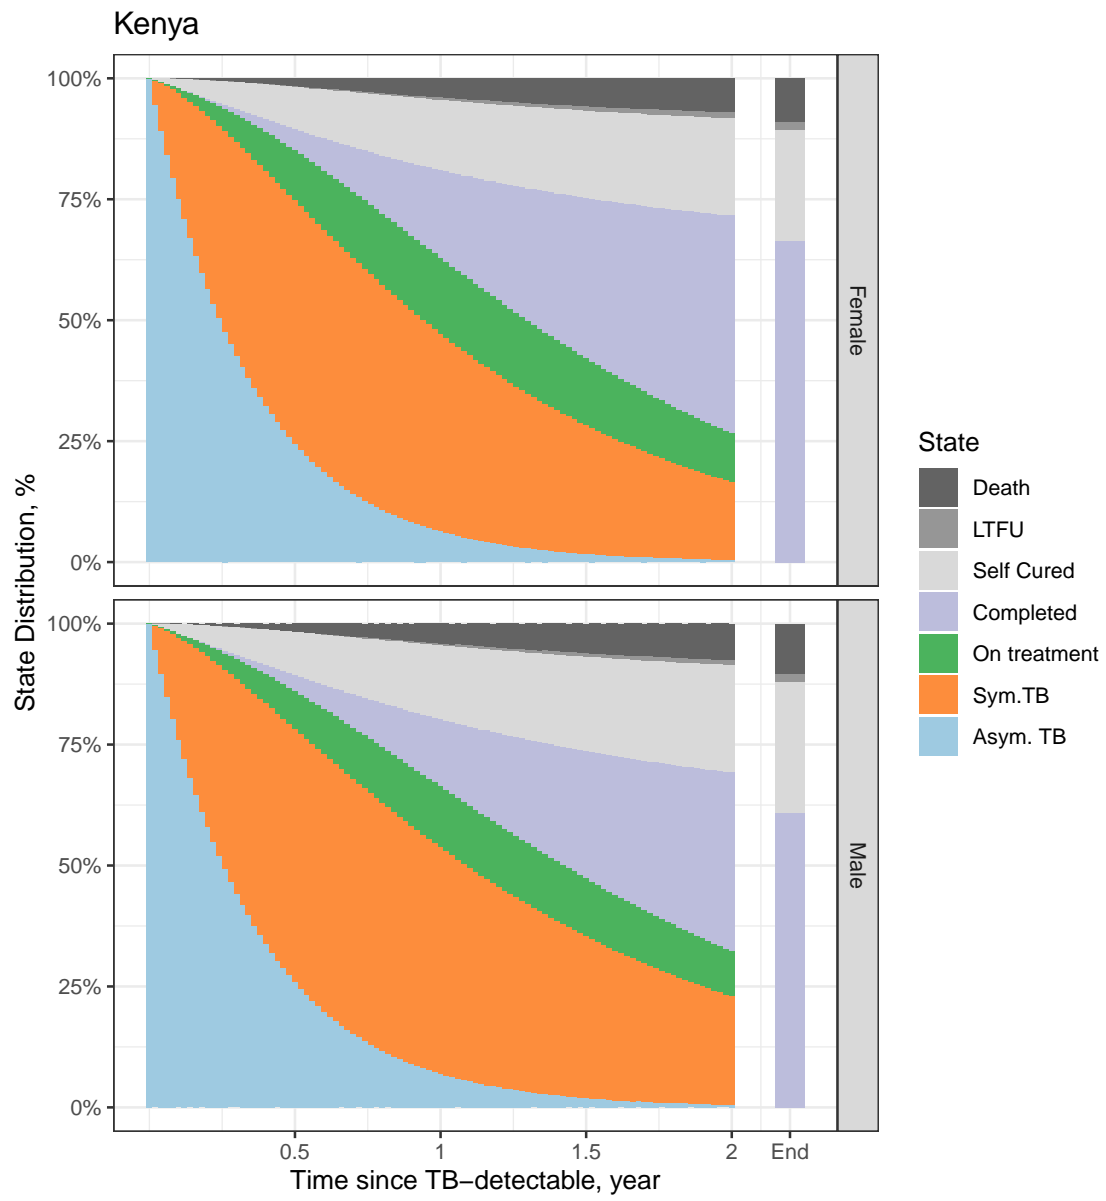 Kenya
State Distribution, %
100%
75%
50%
25%
0%
Female
100%
75%
50%
25%
0%
Male
0.5 1 1.5 2 End
Time since TB−detectable, year
State
Death
LTFU
Self Cured
Completed
On treatment
Sym.TB
Asym. TB